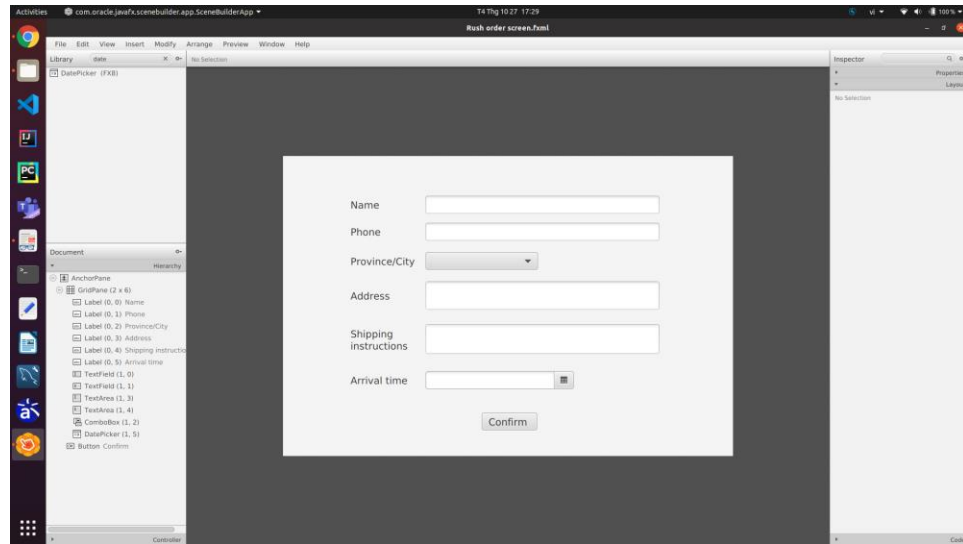 Activities com.oracle.javafx.scenebuilder.app.SceneBuilderApp T4 Thg 10 27 17:29 vi 100 %
Rush order screen.fxml
File Edit View Insert Modify Arrange Preview Window Help
Library date No Selection Inspector
DatePicker (FX8)
Properties
Layou
No Selection
Name
Phone
Province/City
Address
Shipping
instructions
Arrival time
Confirm
Document
Hierarchy
AnchorPane
GridPane (2 x 6)
Label (0, 0) Name
Label (0, 1) Phone
Label (0, 2) Province/City
Label (0, 3) Address
Label (0, 4) Shipping instructio
Label (0, 5) Arrival time
TextField (1, 0)
TextField (1, 1)
TextArea (1, 3)
TextArea (1, 4)
ComboBox (1, 2)
DatePicker (1, 5)
Button Confirm
Controller
Code